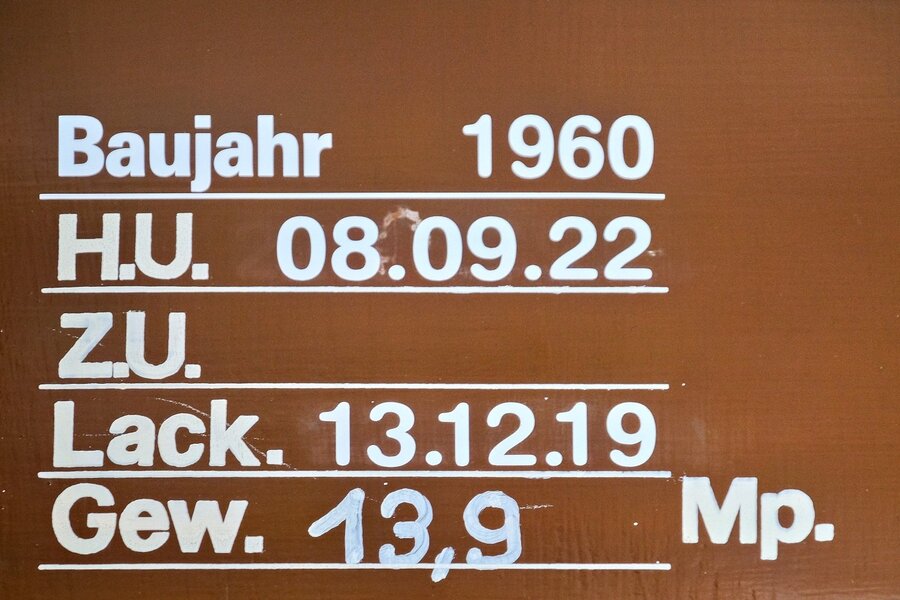 Baujahr 1960
H.U. 08.09.22
Z.U.
Lack. 13.12.19
Gew. 13,9 Mp.